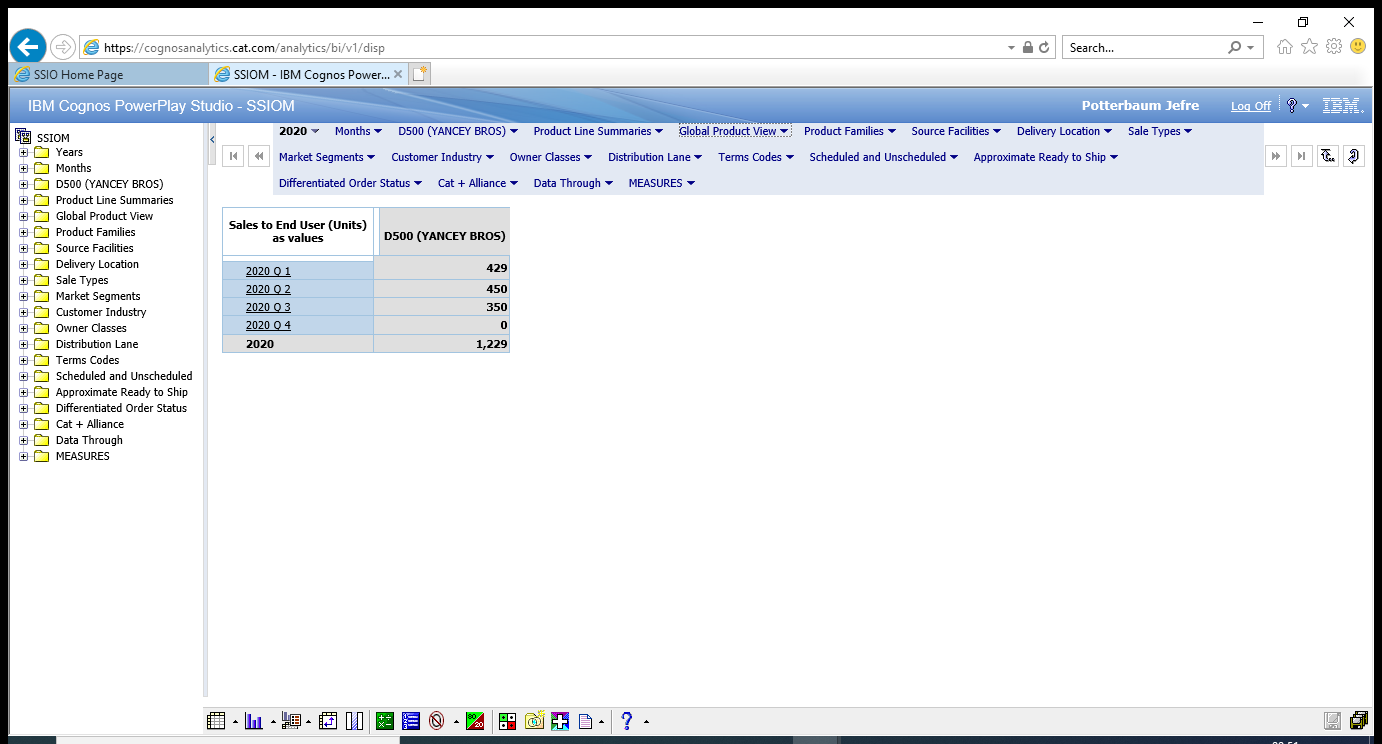 https://cognosanalytics.cat.com/analytics/bi/v1/disp
Search...
SSIO Home Page
SSIOM - IBM Cognos Power...
IBM Cognos PowerPlay Studio - SSIOM
Potterbaum Jefre
Log Off
IBM.
SSIOM
Years
Months
D500 (YANCEY BROS)
Product Line Summaries
Global Product View
Product Families
Source Facilities
Delivery Location
Sale Types
Market Segments
Customer Industry
Owner Classes
Distribution Lane
Terms Codes
Scheduled and Unscheduled
Approximate Ready to Ship
Differentiated Order Status
Cat + Alliance
Data Through
MEASURES
2020 Months D500 (YANCEY BROS) Product Line Summaries Global Product View Product Families Source Facilities Delivery Location Sale Types
Market Segments Customer Industry Owner Classes Distribution Lane Terms Codes Scheduled and Unscheduled Approximate Ready to Ship
Differentiated Order Status Cat + Alliance Data Through MEASURES
Sales to End User (Units)
as values
D500 (YANCEY BROS)
2020 Q 1 429
2020 Q 2 450
2020 Q 3 350
2020 Q 4 0
2020 1,229
80
20
?